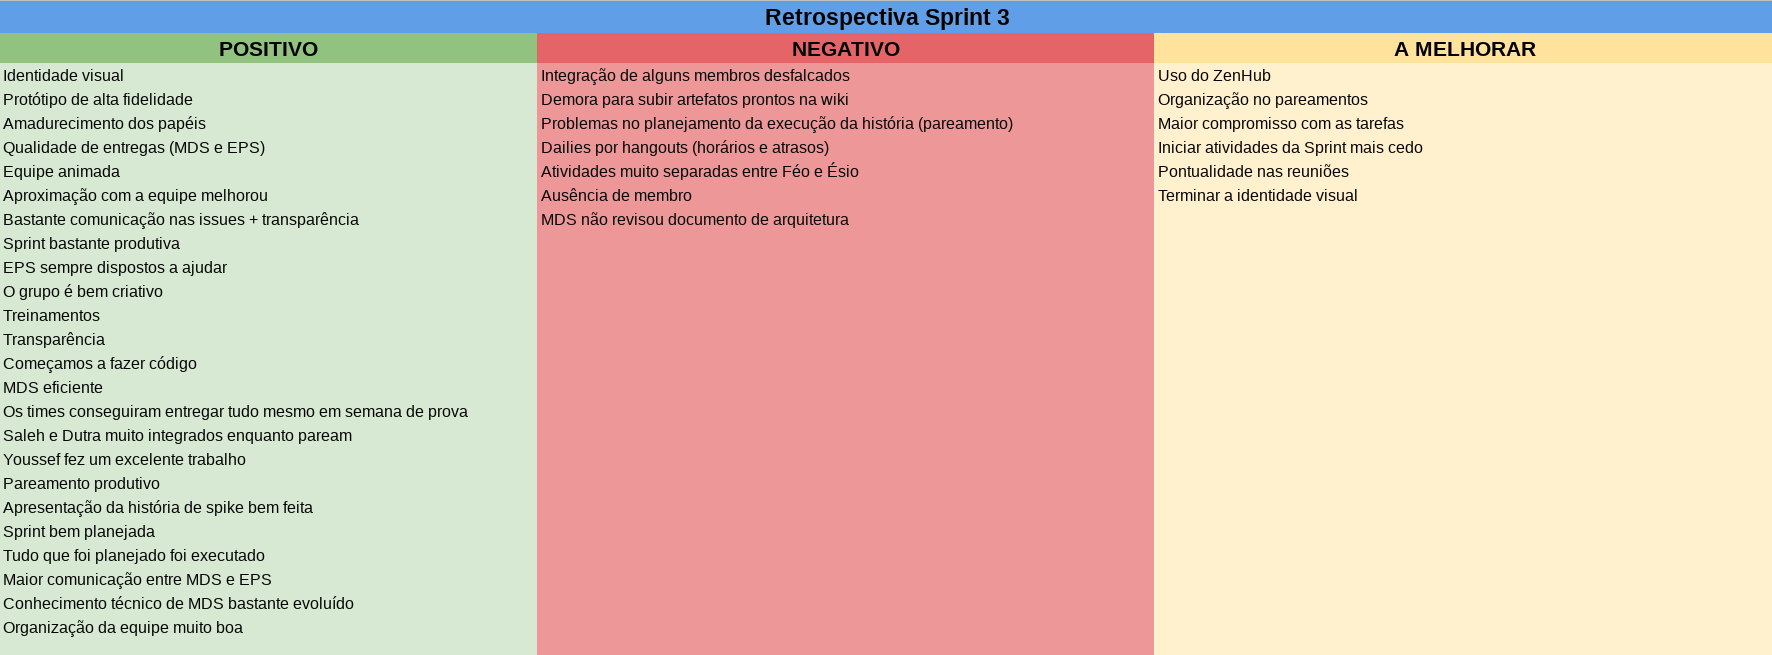 Retrospectiva Sprint 3
POSITIVO
Identidade visual
Protótipo de alta fidelidade
Amadurecimento dos papéis
Qualidade de entregas (MDS e EPS)
Equipe animada
Aproximação com a equipe melhorou
Bastante comunicação nas issues + transparência
Sprint bastante produtiva
EPS sempre dispostos a ajudar
O grupo é bem criativo
Treinamentos
Transparência
Começamos a fazer código
MDS eficiente
Os times conseguiram entregar tudo mesmo em semana de prova
Saleh e Dutra muito integrados enquanto paream
Youssef fez um excelente trabalho
Pareamento produtivo
Apresentação da história de spike bem feita
Sprint bem planejada
Tudo que foi planejado foi executado
Maior comunicação entre MDS e EPS
Conhecimento técnico de MDS bastante evoluído
Organização da equipe muito boa
NEGATIVO
Integração de alguns membros desfalcados
Demora para subir artefatos prontos na wiki
Problemas no planejamento da execução da história (pareamento)
Dailies por hangouts (horários e atrasos)
Atividades muito separadas entre Féo e Ésio
Ausência de membro
MDS não revisou documento de arquitetura
A MELHORAR
Uso do ZenHub
Organização no pareamentos
Maior compromisso com as tarefas
Iniciar atividades da Sprint mais cedo
Pontualidade nas reuniões
Terminar a identidade visual